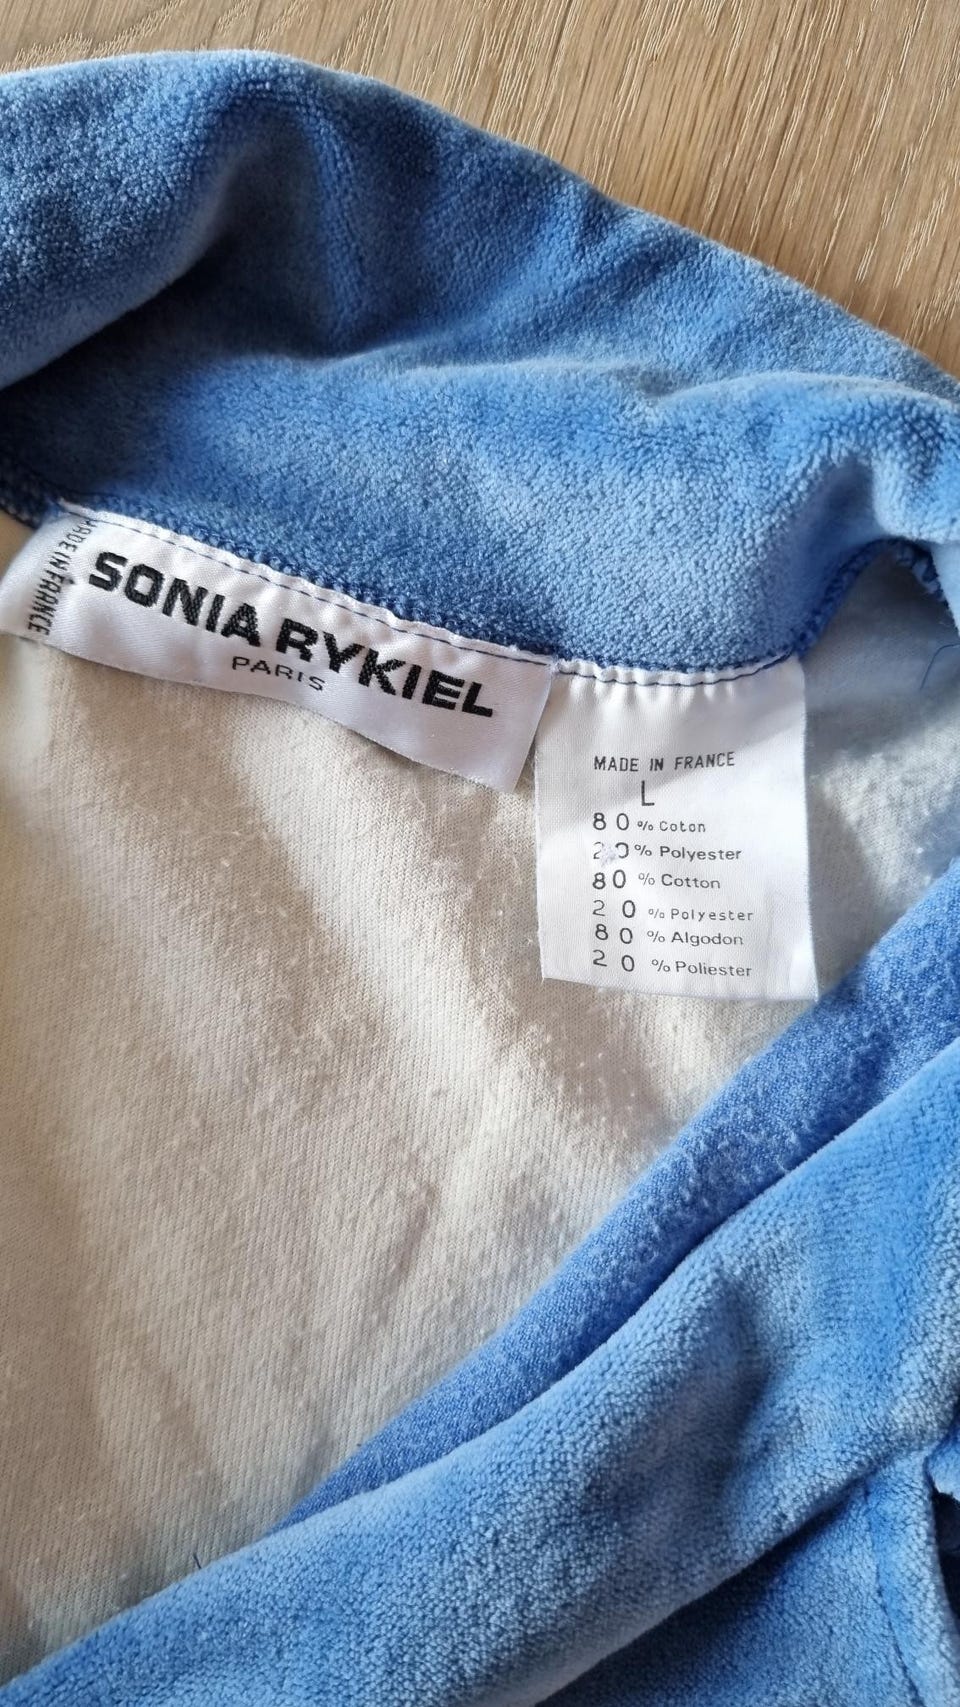 MADE IN FRANCE
SONIA RYKIEL
PARIS
MADE IN FRANCE
L
80 % Coton
20 % Polyester
80 % Cotton
20 % Polyester
80 % Algodon
20 % Poliester